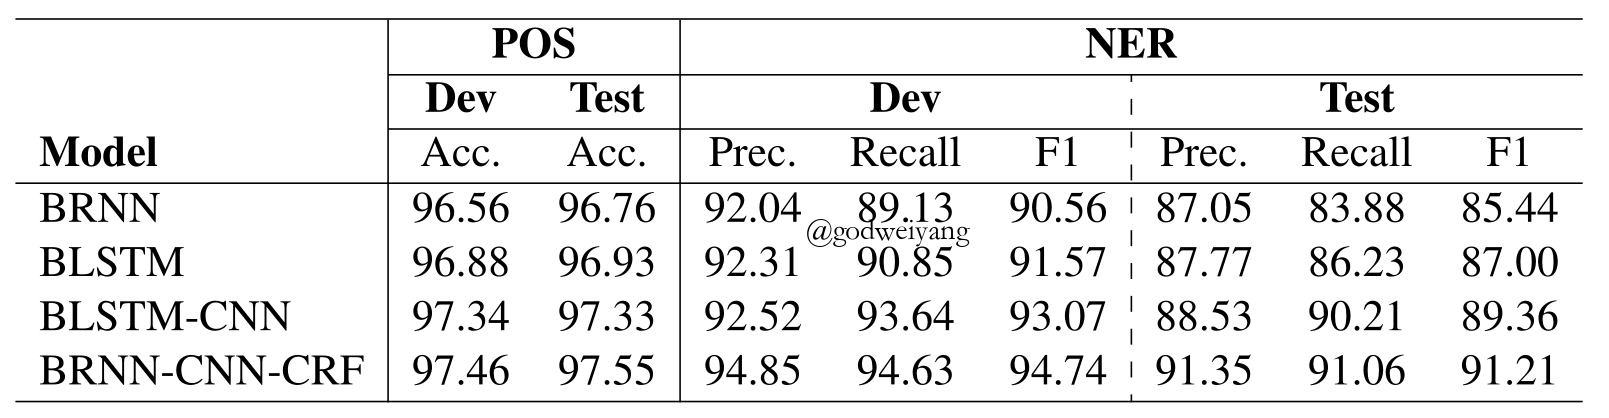 POS NER
Dev Test Dev Test
Model Acc. Acc. Prec. Recall F1 Prec. Recall F1
BRNN 96.56 96.76 92.04 89.13 90.56 87.05 83.88 85.44
@godweiyang
BLSTM 96.88 96.93 92.31 90.85 91.57 87.77 86.23 87.00
BLSTM-CNN 97.34 97.33 92.52 93.64 93.07 88.53 90.21 89.36
BRNN-CNN-CRF 97.46 97.55 94.85 94.63 94.74 91.35 91.06 91.21